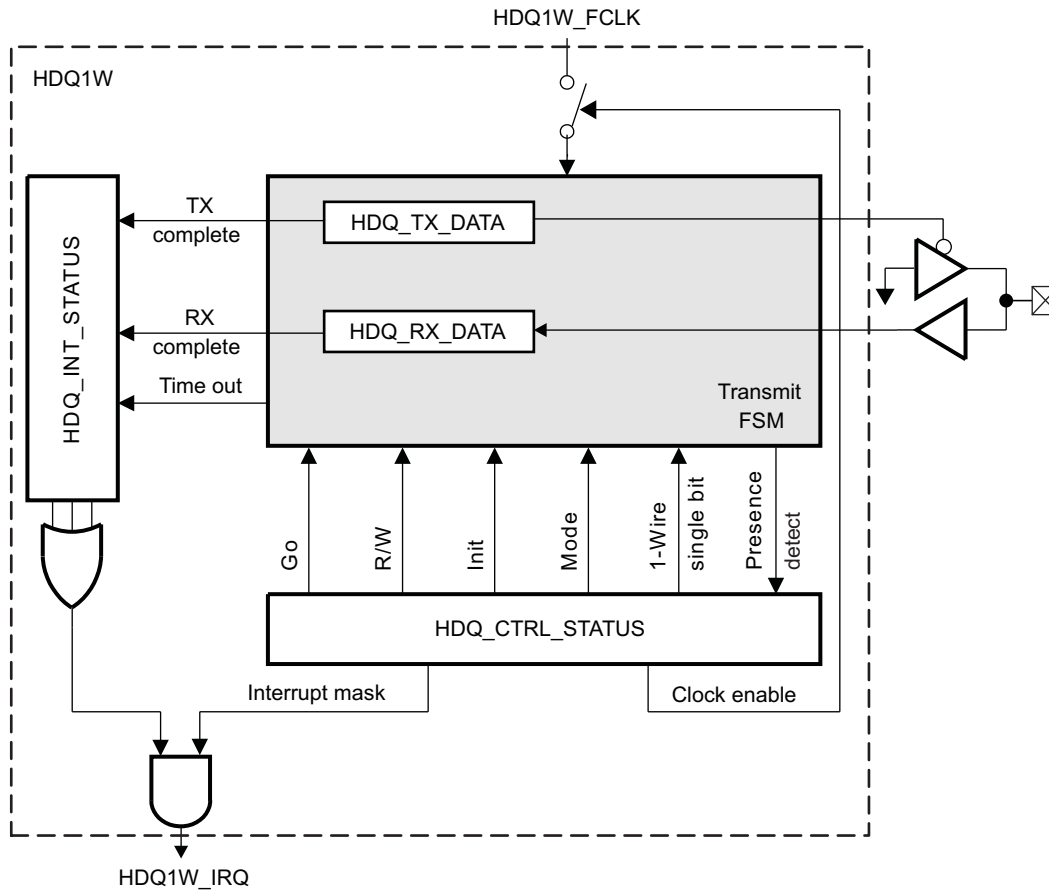 HDQ1W_FCLK
HDQ1W
TX
complete
HDQ_TX_DATA
HDQ_INT_STATUS
RX
complete
HDQ_RX_DATA
Time out
Transmit
FSM
Go
R/W
Init
Mode
1-Wire
single bit
Presence
detect
HDQ_CTRL_STATUS
Interrupt mask
Clock enable
HDQ1W_IRQ